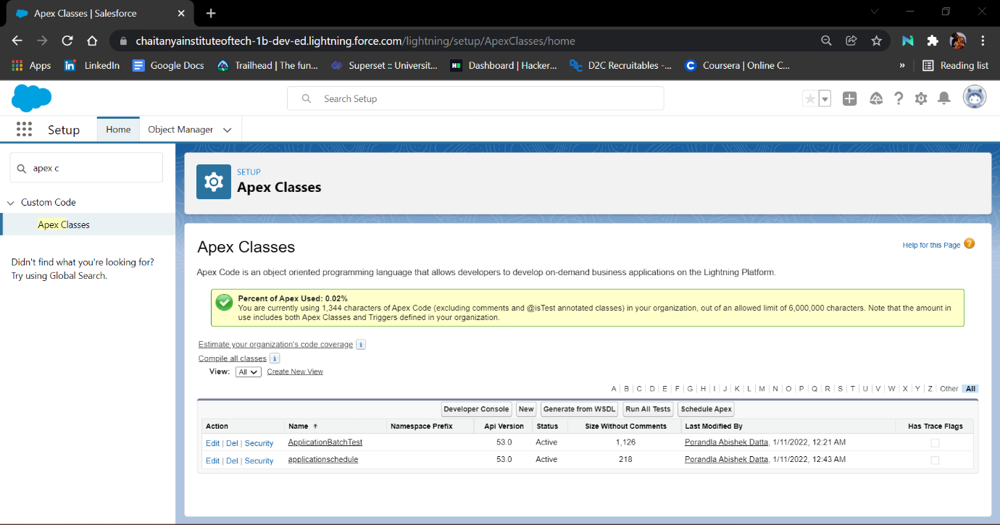 Apex Classes | Salesforce
chaitanyainstituteoftech-1b-dev-ed.lightning.force.com/lightning/setup/ApexClasses/home
Apps LinkedIn Google Docs Trailhead | The fun... Superset :: Universit... Dashboard | Hacker... D2C Recruitables -... Coursera | Online C... » Reading list
Search Setup
Setup Home Object Manager
apex c
Custom Code
Apex Classes
Didn't find what you're looking for?
Try using Global Search.
SETUP
Apex Classes
Apex Classes
Help for this Page ?
Apex Code is an object oriented programming language that allows developers to develop on-demand business applications on the Lightning Platform.
Percent of Apex Used: 0.02%
You are currently using 1,344 characters of Apex Code (excluding comments and @isTest annotated classes) in your organization, out of an allowed limit of 6,000,000 characters. Note that the amount in
use includes both Apex Classes and Triggers defined in your organization.
Estimate your organization's code coverage i
Compile all classes i
View: All Create New View
A | B | C | D | E | F | G | H | I | J | K | L | M | N | O | P | Q | R | S | T | U | V | W | X | Y | Z | Other | All
Developer Console New Generate from WSDL Run All Tests Schedule Apex
Action Name ↑ Namespace Prefix Api Version Status Size Without Comments Last Modified By Has Trace Flags
Edit | Del | Security ApplicationBatchTest 53.0 Active 1,126 Porandla Abishek Datta, 1/11/2022, 12:21 AM
Edit | Del | Security applicationschedule 53.0 Active 218 Porandla Abishek Datta, 1/11/2022, 12:43 AM